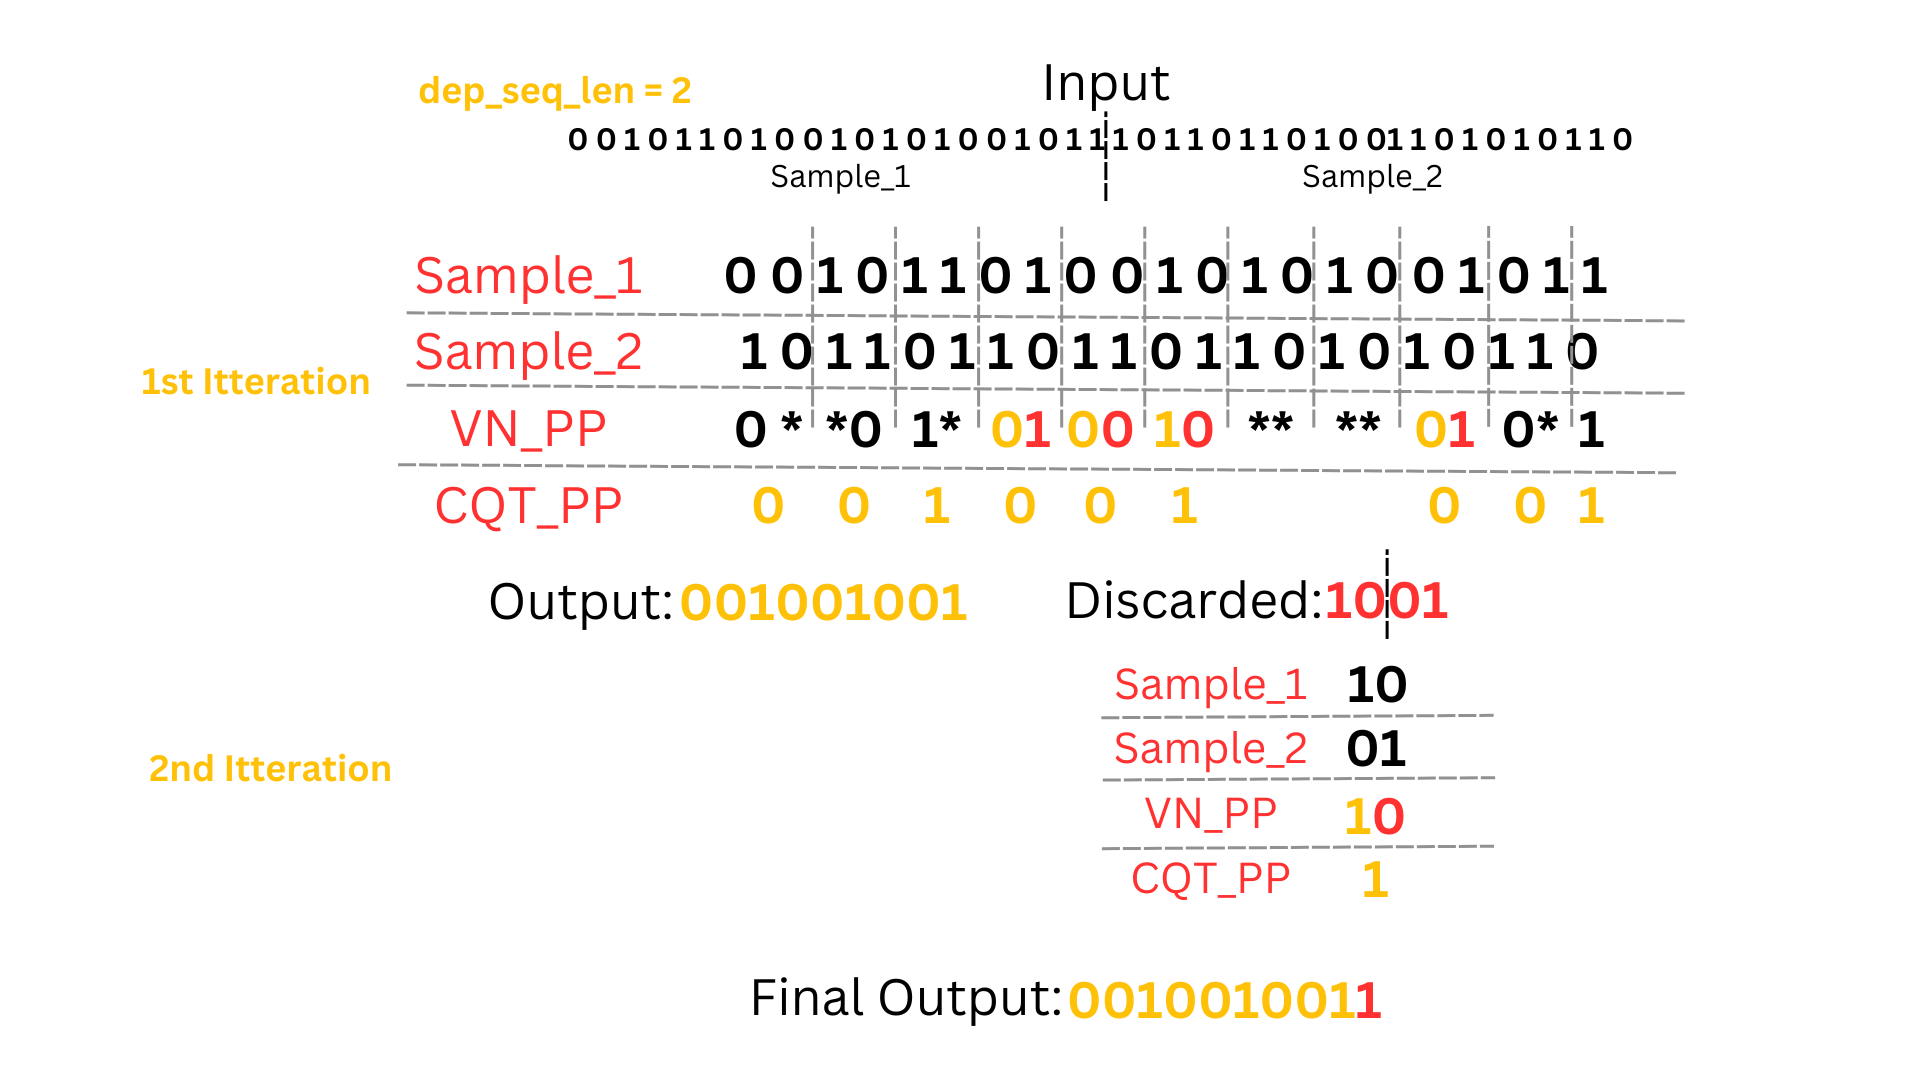 dep_seq_len = 2
Input
0 0 1 0 1 1 0 1 0 0 1 0 1 0 1 0 0 1 0 1 1 1 0 1 1 0 1 1 0 1 0 0 1 1 0 1 0 1 0 1 1 0
Sample_1 Sample_2
Sample_1 0 0 1 0 1 1 0 1 0 0 1 0 1 0 1 0 0 1 0 1 1
Sample_2 1 0 1 1 0 1 1 0 1 1 0 1 1 0 1 0 1 0 1 1 0
1st Itteration
VN_PP 0 * *0 1* 01 00 10 ** ** 01 0* 1
CQT_PP 0 0 1 0 0 1 0 0 1
Output: 001001001 Discarded: 1001
Sample_1 10
Sample_2 01
2nd Itteration
VN_PP 10
CQT_PP 1
Final Output: 0010010011